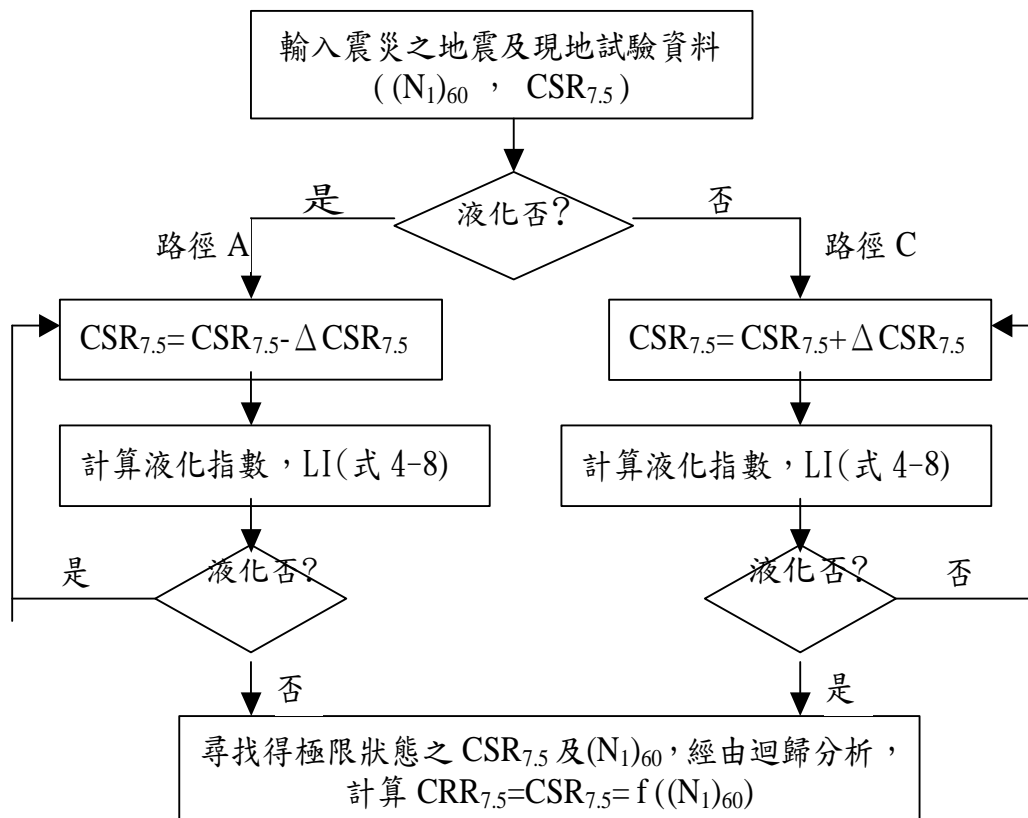 輸入震災之地震及現地試驗資料
((N₁)₆₀ , CSR₇.₅)
液化否?
是
否
路徑 A
路徑 C
CSR₇.₅= CSR₇.₅- Δ CSR₇.₅
CSR₇.₅= CSR₇.₅+ Δ CSR₇.₅
計算液化指數,LI(式 4-8)
計算液化指數,LI(式 4-8)
液化否?
液化否?
是
否
否
是
尋找得極限狀態之 CSR₇.₅ 及(N₁)₆₀,經由迴歸分析,
計算 CRR₇.₅=CSR₇.₅= f ((N₁)₆₀)